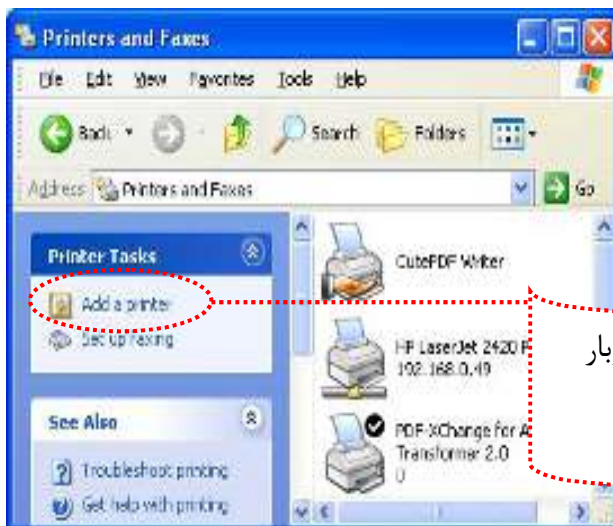 Printers and Faxes
File Edit View Favorites Tools Help
Back Search Folders
Address Printers and Faxes Go
Printer Tasks
Add a printer
Set up faxing
See Also
Troubleshoot printing
Get help with printing
CutePDF Writer
HP LaserJet 2420 P
192.168.0.49
PDF-XChange for A
Transformer 2.0
0
بار